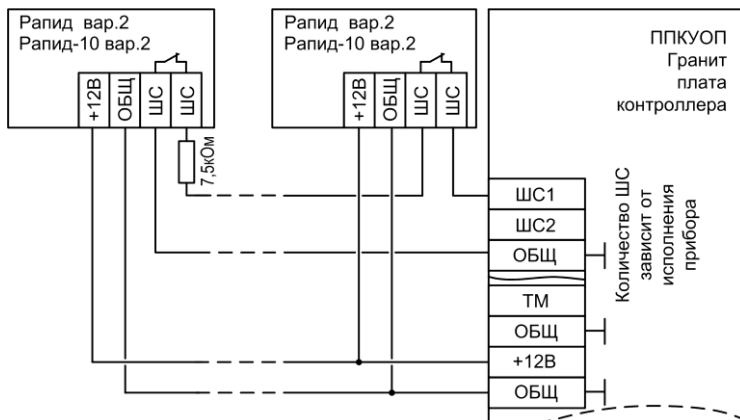 Рапид вар.2
Рапид-10 вар.2
+12В
ОБЩ
ШС
ШС
7,5кОм
Рапид вар.2
Рапид-10 вар.2
+12В
ОБЩ
ШС
ШС
ППКУОП
Гранит
плата
контроллера
ШС1
ШС2
ОБЩ
ТМ
ОБЩ
+12В
ОБЩ
Количество ШС
зависит от
исполнения
прибора